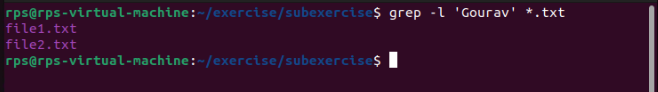 rps@rps-virtual-machine:~/exercise/subexercise$ grep -l 'Gourav' *.txt
file1.txt
file2.txt
rps@rps-virtual-machine:~/exercise/subexercise$